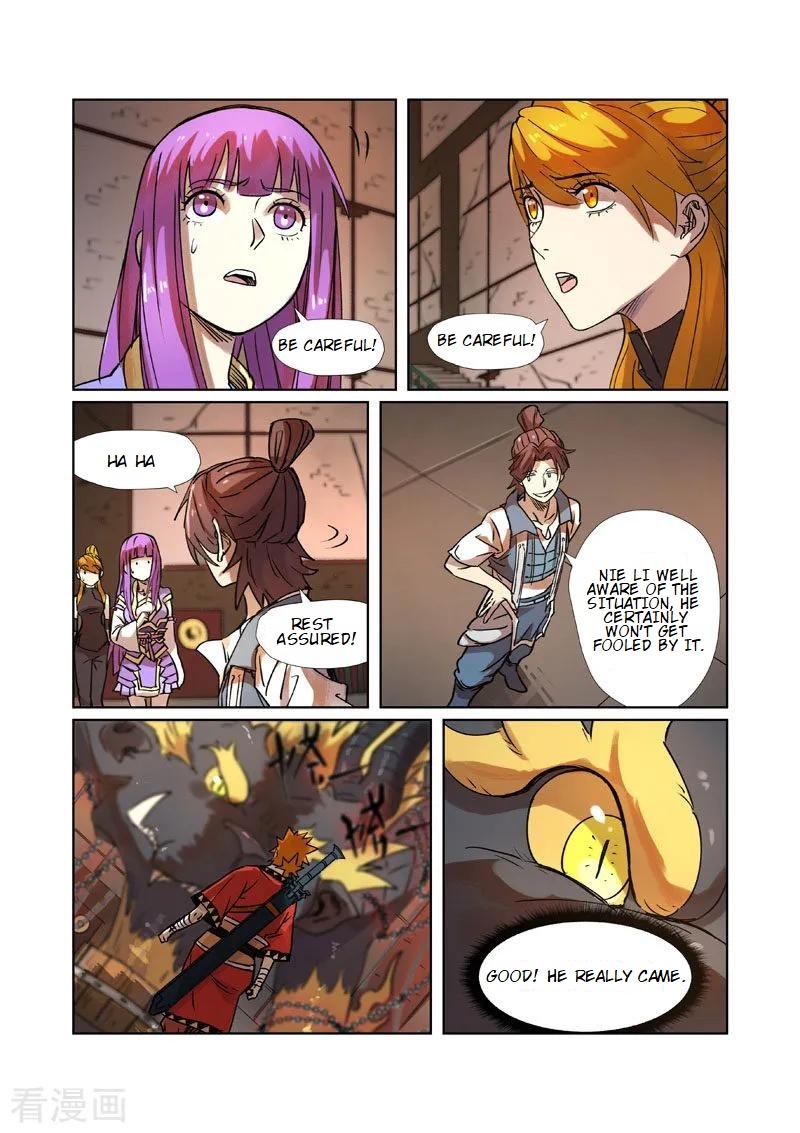 BE CAREFUL!
BE CAREFUL!
HA HA
REST
ASSURED!
NIE LI WELL
AWARE OF THE
SITUATION, HE
CERTAINLY
WON'T GET
FOOLED BY IT.
GOOD! HE REALLY CAME.
看漫画